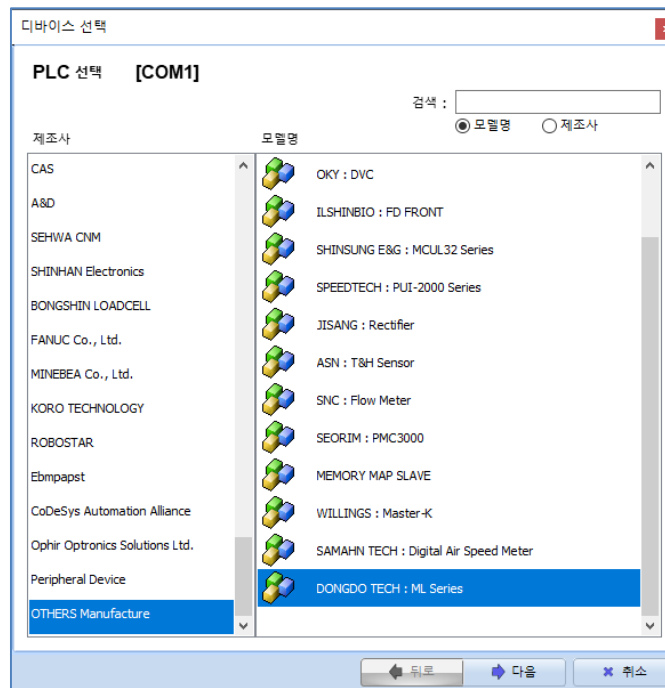 디바이스 선택
PLC 선택 [COM1]
검색 :
모델명 제조사
제조사
CAS
A&D
SEHWA CNM
SHINHAN Electronics
BONGSHIN LOADCELL
FANUC Co., Ltd.
MINEBEA Co., Ltd.
KORO TECHNOLOGY
ROBOSTAR
Ebmpapst
CoDeSys Automation Alliance
Ophir Optronics Solutions Ltd.
Peripheral Device
OTHERS Manufacture
모델명
OKY : DVC
ILSHINBIO : FD FRONT
SHINSUNG E&G : MCUL32 Series
SPEEDTECH : PUI-2000 Series
JISANG : Rectifier
ASN : T&H Sensor
SNC : Flow Meter
SEORIM : PMC3000
MEMORY MAP SLAVE
WILLINGS : Master-K
SAMAHN TECH : Digital Air Speed Meter
DONGDO TECH : ML Series
뒤로 다음 취소